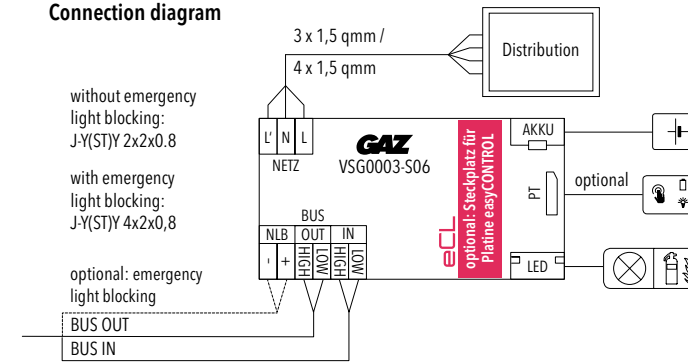 Connection diagram
3 x 1,5 qmm /
4 x 1,5 qmm
Distribution
without emergency
light blocking:
J-Y(ST)Y 2x2x0.8
with emergency
light blocking:
J-Y(ST)Y 4x2x0,8
optional: emergency
light blocking
L' N L
NETZ
GAZ
VSG0003-S06
BUS
NLB OUT IN
- + HIGH LOW HIGH LOW
eCL
optional: Steckplatz für
Platine easyCONTROL
AKKU
PT
optional
LED
BUS OUT
BUS IN